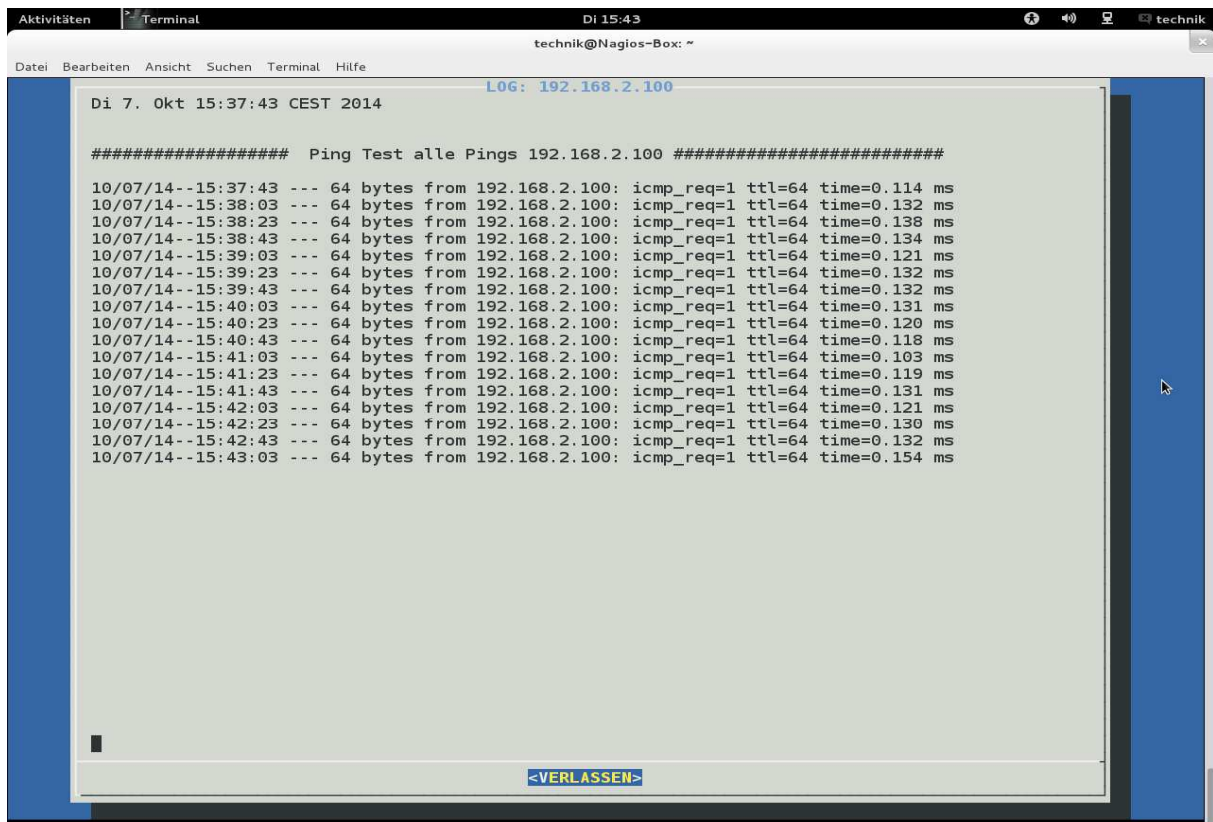 Aktivitäten Terminal Di 15:43 technik
technik@Nagios-Box: ~
Datei Bearbeiten Ansicht Suchen Terminal Hilfe
LOG: 192.168.2.100
Di 7. Okt 15:37:43 CEST 2014
################### Ping Test alle Pings 192.168.2.100 ##########################
10/07/14--15:37:43 --- 64 bytes from 192.168.2.100: icmp_req=1 ttl=64 time=0.114 ms
10/07/14--15:38:03 --- 64 bytes from 192.168.2.100: icmp_req=1 ttl=64 time=0.132 ms
10/07/14--15:38:23 --- 64 bytes from 192.168.2.100: icmp_req=1 ttl=64 time=0.138 ms
10/07/14--15:38:43 --- 64 bytes from 192.168.2.100: icmp_req=1 ttl=64 time=0.134 ms
10/07/14--15:39:03 --- 64 bytes from 192.168.2.100: icmp_req=1 ttl=64 time=0.121 ms
10/07/14--15:39:23 --- 64 bytes from 192.168.2.100: icmp_req=1 ttl=64 time=0.132 ms
10/07/14--15:39:43 --- 64 bytes from 192.168.2.100: icmp_req=1 ttl=64 time=0.132 ms
10/07/14--15:40:03 --- 64 bytes from 192.168.2.100: icmp_req=1 ttl=64 time=0.131 ms
10/07/14--15:40:23 --- 64 bytes from 192.168.2.100: icmp_req=1 ttl=64 time=0.120 ms
10/07/14--15:40:43 --- 64 bytes from 192.168.2.100: icmp_req=1 ttl=64 time=0.118 ms
10/07/14--15:41:03 --- 64 bytes from 192.168.2.100: icmp_req=1 ttl=64 time=0.103 ms
10/07/14--15:41:23 --- 64 bytes from 192.168.2.100: icmp_req=1 ttl=64 time=0.119 ms
10/07/14--15:41:43 --- 64 bytes from 192.168.2.100: icmp_req=1 ttl=64 time=0.131 ms
10/07/14--15:42:03 --- 64 bytes from 192.168.2.100: icmp_req=1 ttl=64 time=0.121 ms
10/07/14--15:42:23 --- 64 bytes from 192.168.2.100: icmp_req=1 ttl=64 time=0.130 ms
10/07/14--15:42:43 --- 64 bytes from 192.168.2.100: icmp_req=1 ttl=64 time=0.132 ms
10/07/14--15:43:03 --- 64 bytes from 192.168.2.100: icmp_req=1 ttl=64 time=0.154 ms
<VERLASSEN>